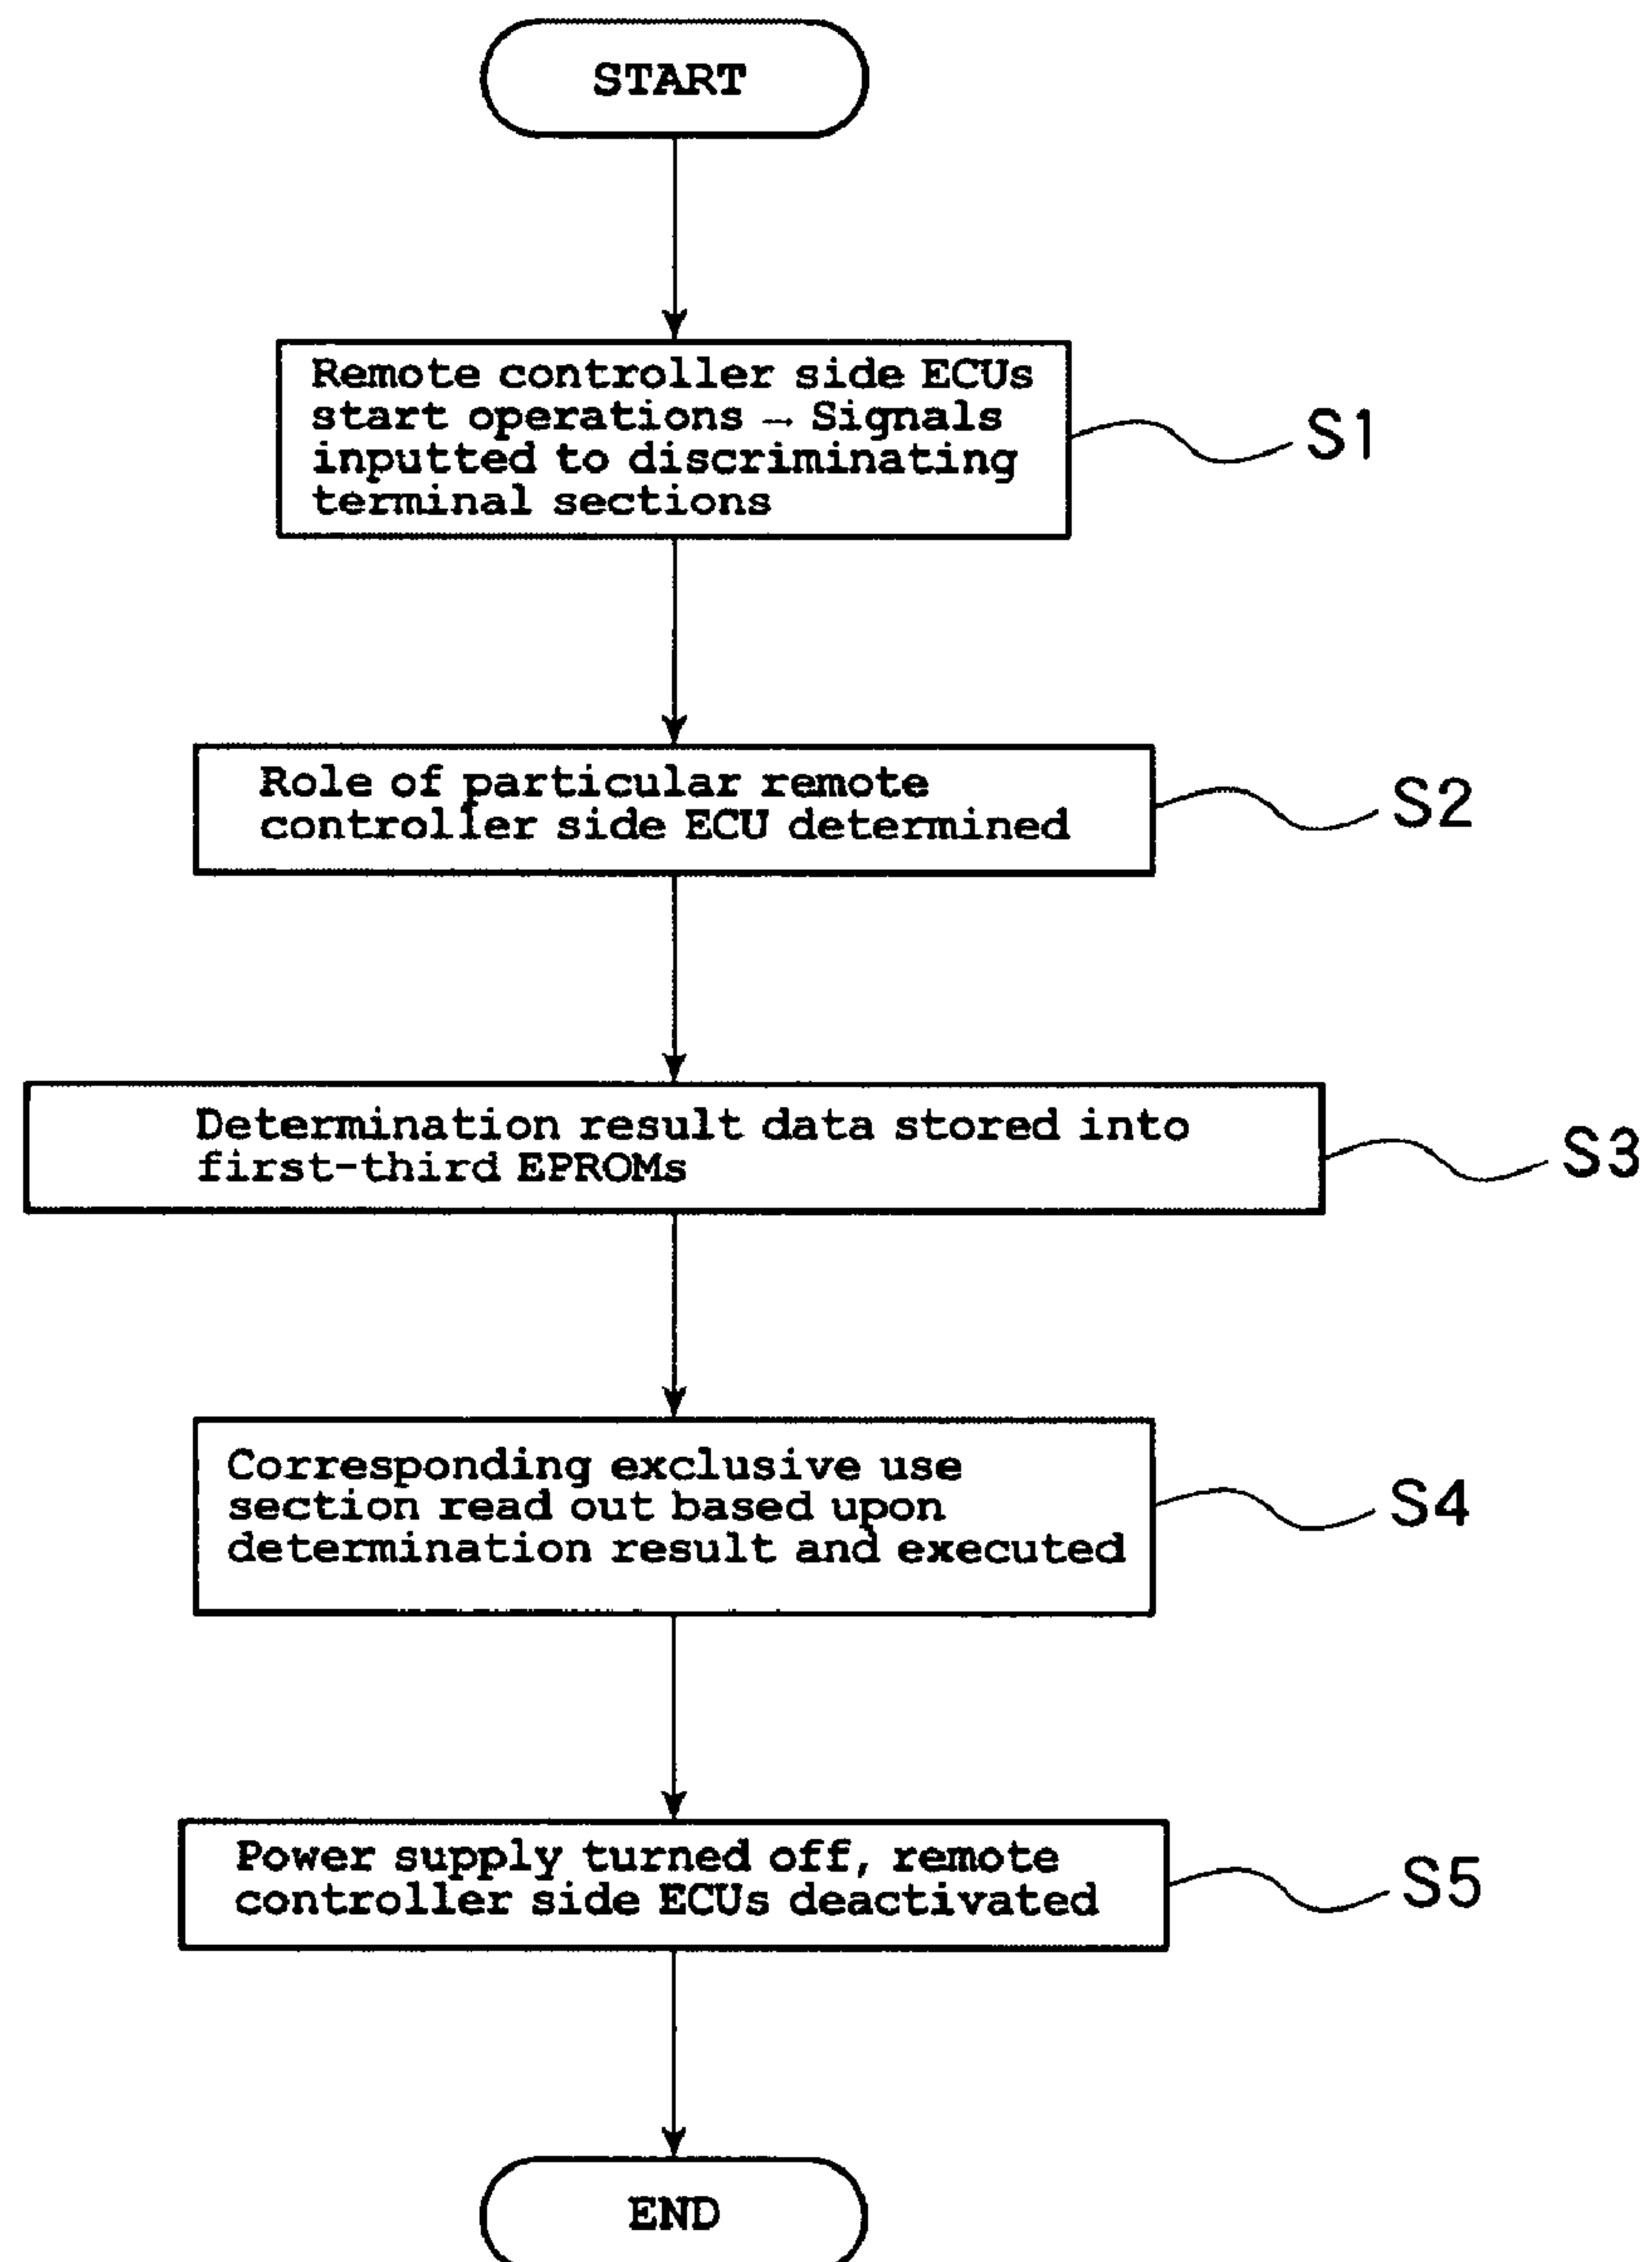 START
Remote controller side ECUs
start operations → Signals
inputted to discriminating
terminal sections
S1
Role of particular remote
controller side ECU determined
S2
Determination result data stored into
first-third EPROMs
S3
Corresponding exclusive use
section read out based upon
determination result and executed
S4
Power supply turned off, remote
controller side ECUs deactivated
S5
END